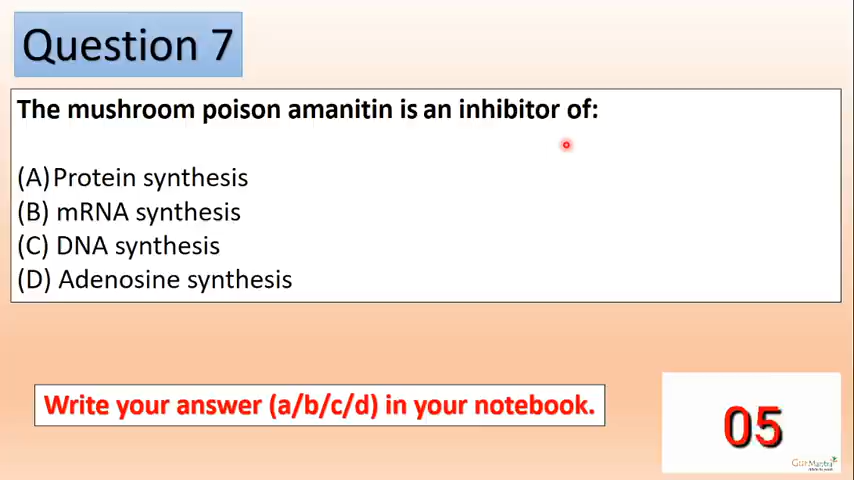 Question 7
The mushroom poison amanitin is an inhibitor of:
(A)Protein synthesis
(B) mRNA synthesis
(C) DNA synthesis
(D) Adenosine synthesis
Write your answer (a/b/c/d) in your notebook.
05